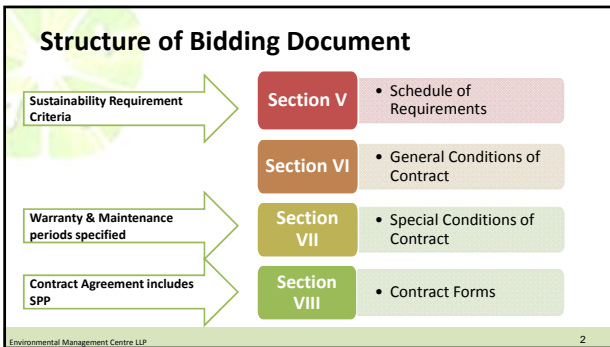 Structure of Bidding Document
Sustainability Requirement
Criteria
Section V
• Schedule of
Requirements
Section VI
• General Conditions of
Contract
Warranty & Maintenance
periods specified
Section
VII
• Special Conditions of
Contract
Contract Agreement includes
SPP
Section
VIII
• Contract Forms
Environmental Management Centre LLP
2